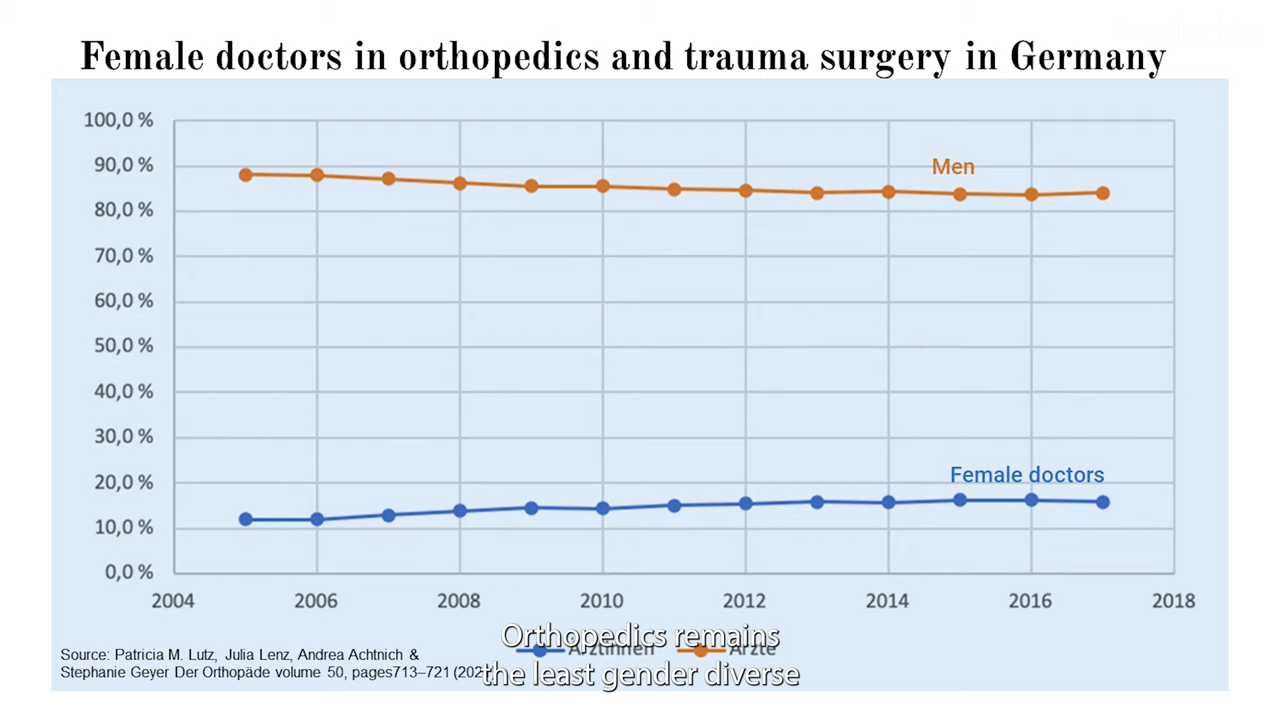 Female doctors in orthopedics and trauma surgery in Germany
100,0 %
90,0 %
80,0 %
70,0 %
60,0 %
50,0 %
40,0 %
30,0 %
20,0 %
10,0 %
0,0 %
Men
Female doctors
2004 2006 2008 2010 2012 2014 2016 2018
Ärztinnen Ärzte
Source: Patricia M. Lutz, Julia Lenz, Andrea Achtnich &
Stephanie Geyer Der Orthopäde volume 50, pages713–721 (202
Orthopedics remains
the least gender diverse